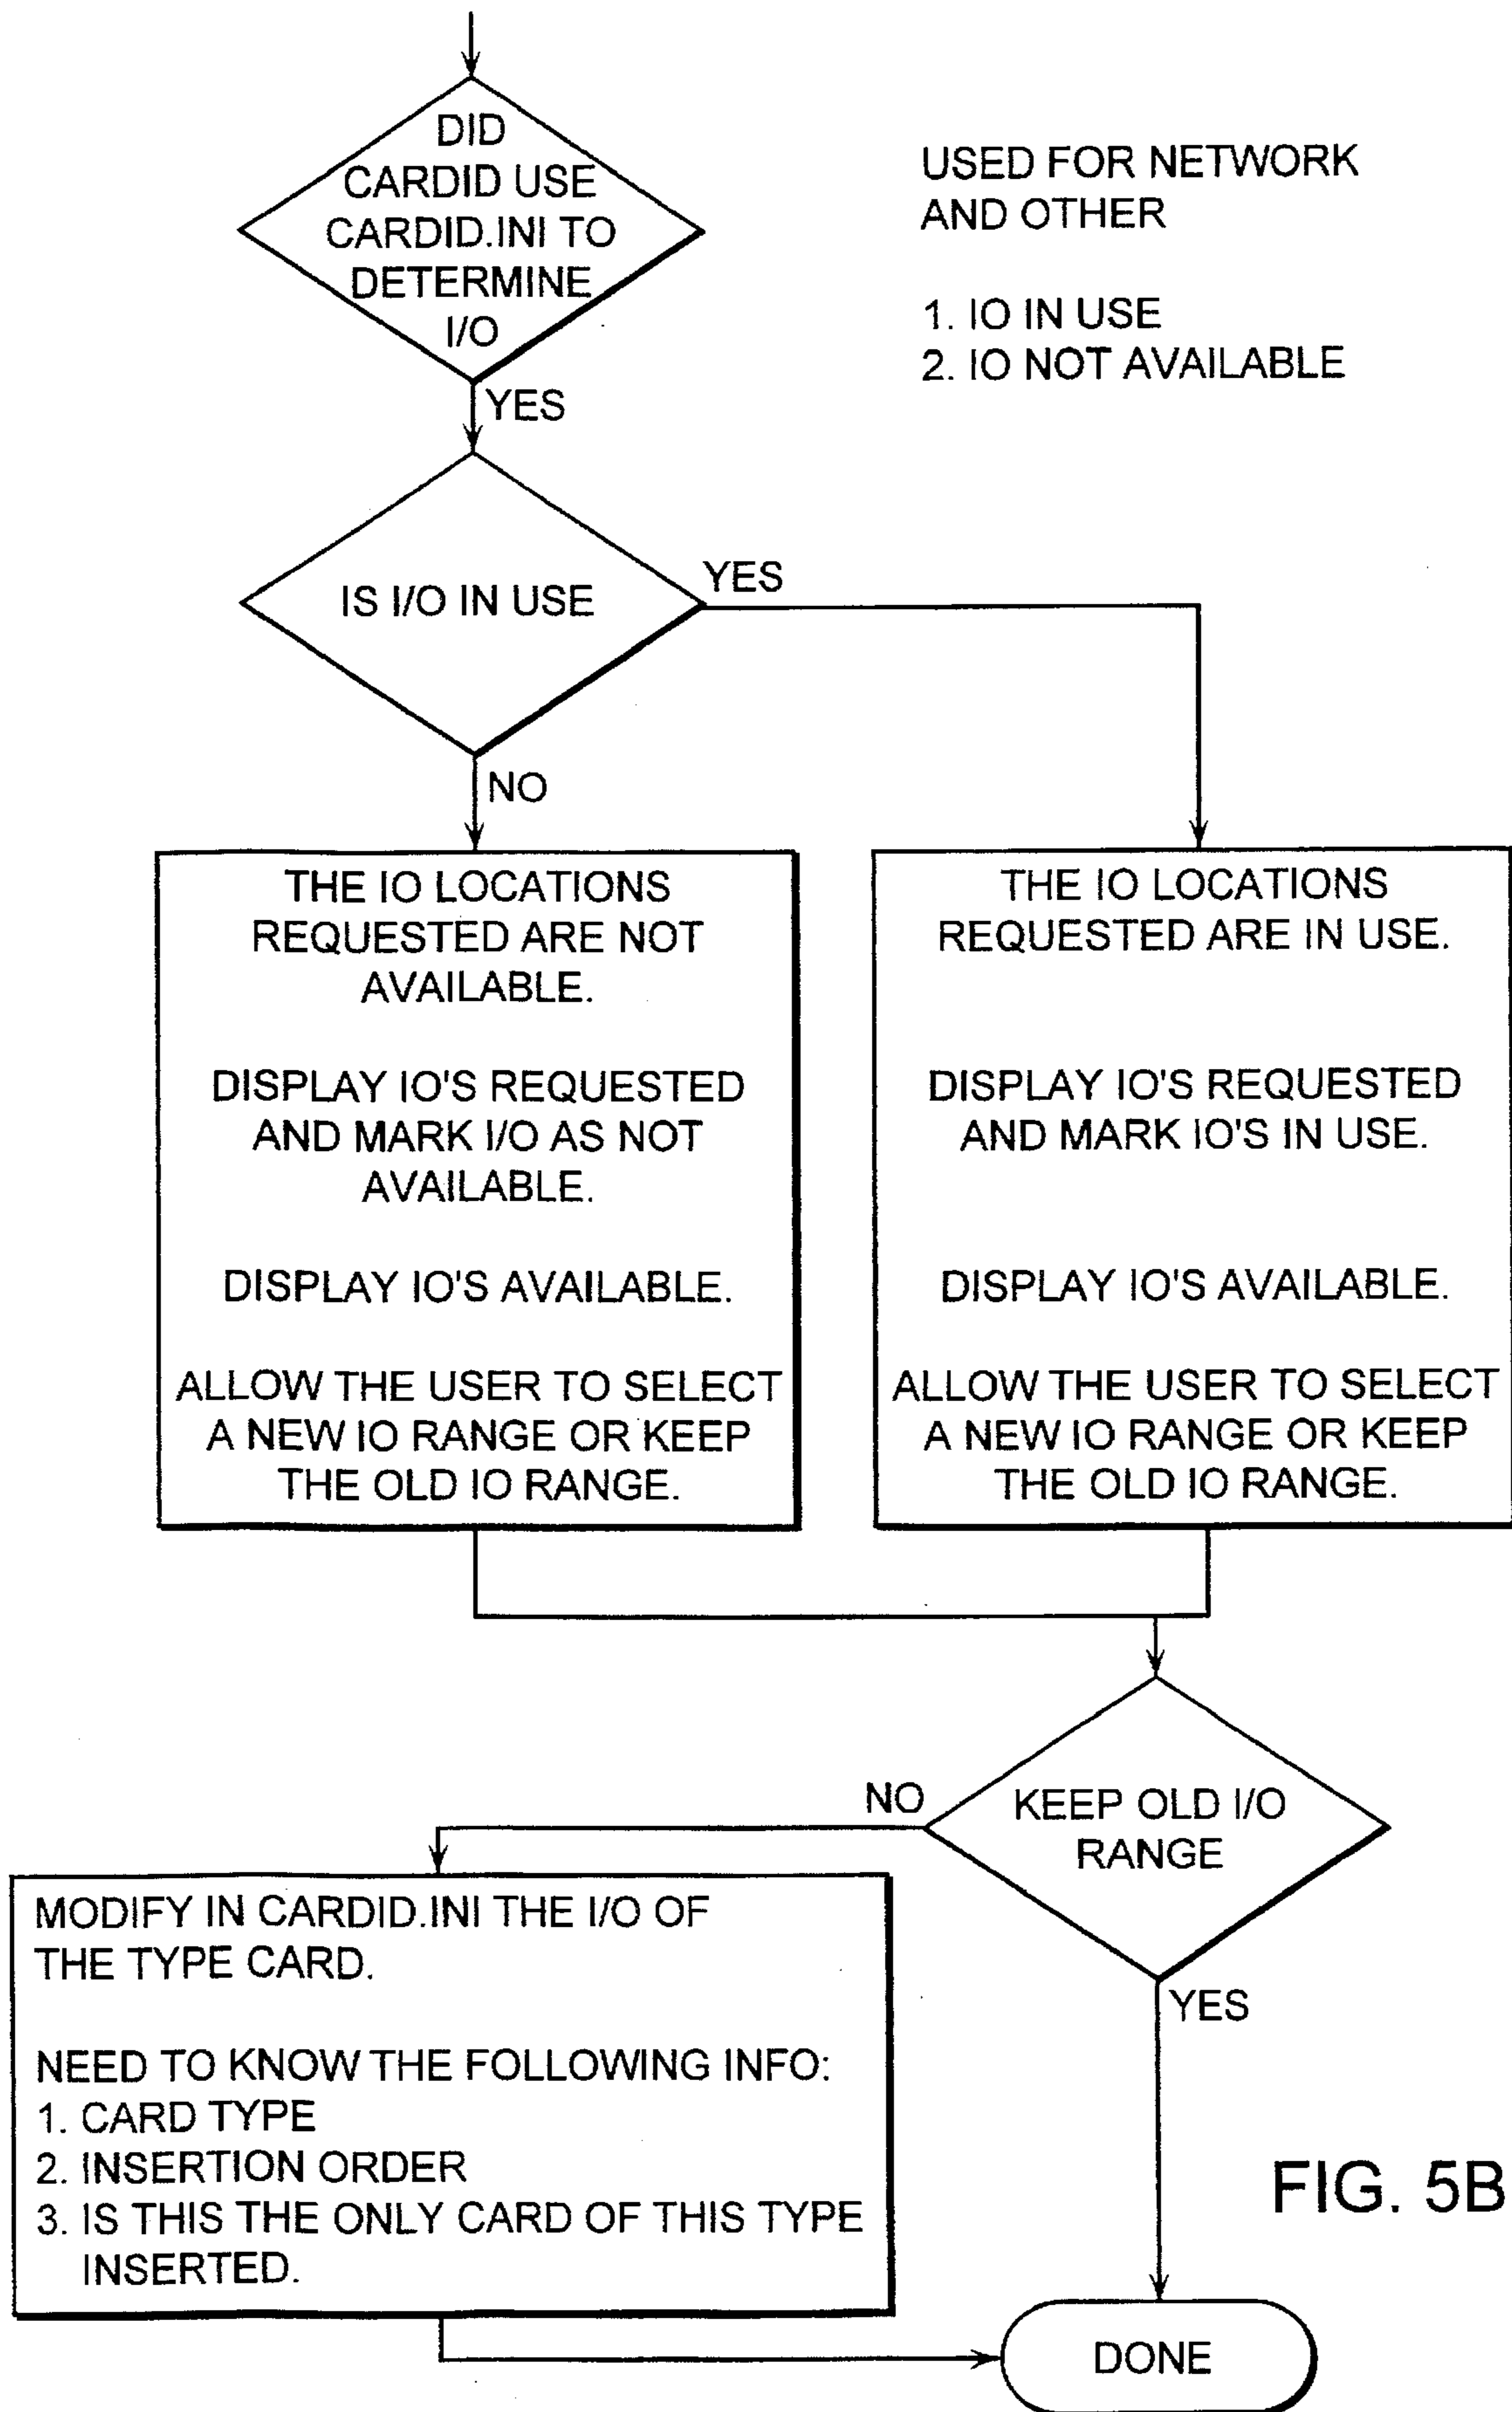 DID
CARDID USE
CARDID.INI TO
DETERMINE
I/O
USED FOR NETWORK
AND OTHER
1. IO IN USE
2. IO NOT AVAILABLE
YES
IS I/O IN USE
YES
NO
THE IO LOCATIONS
REQUESTED ARE NOT
AVAILABLE.
DISPLAY IO'S REQUESTED
AND MARK I/O AS NOT
AVAILABLE.
DISPLAY IO'S AVAILABLE.
ALLOW THE USER TO SELECT
A NEW IO RANGE OR KEEP
THE OLD IO RANGE.
THE IO LOCATIONS
REQUESTED ARE IN USE.
DISPLAY IO'S REQUESTED
AND MARK IO'S IN USE.
DISPLAY IO'S AVAILABLE.
ALLOW THE USER TO SELECT
A NEW IO RANGE OR KEEP
THE OLD IO RANGE.
KEEP OLD I/O
RANGE
NO
YES
MODIFY IN CARDID.INI THE I/O OF
THE TYPE CARD.
NEED TO KNOW THE FOLLOWING INFO:
1. CARD TYPE
2. INSERTION ORDER
3. IS THIS THE ONLY CARD OF THIS TYPE
INSERTED.
FIG. 5B
DONE